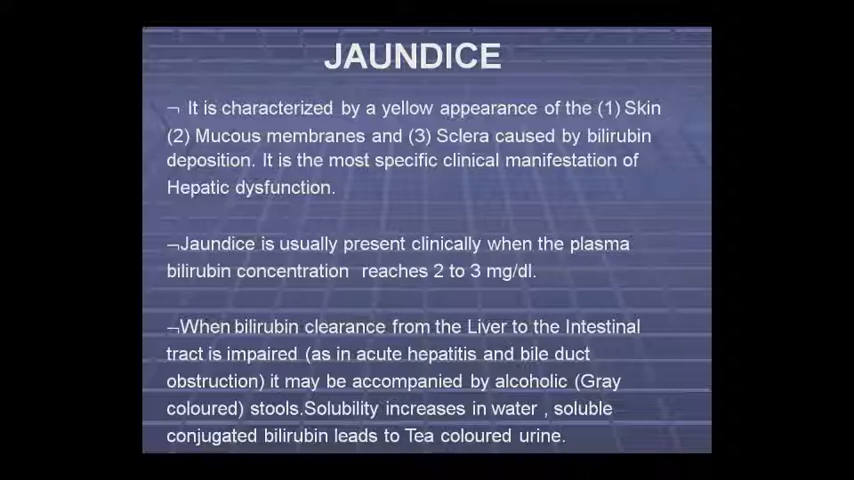 JAUNDICE
¬ It is characterized by a yellow appearance of the (1) Skin
(2) Mucous membranes and (3) Sclera caused by bilirubin
deposition. It is the most specific clinical manifestation of
Hepatic dysfunction.
¬Jaundice is usually present clinically when the plasma
bilirubin concentration reaches 2 to 3 mg/dl.
¬When bilirubin clearance from the Liver to the Intestinal
tract is impaired (as in acute hepatitis and bile duct
obstruction) it may be accompanied by alcoholic (Gray
coloured) stools.Solubility increases in water , soluble
conjugated bilirubin leads to Tea coloured urine.